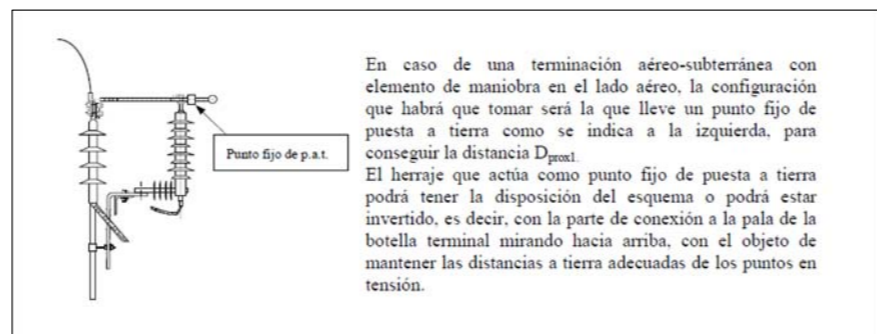 En caso de una terminación aéreo-subterránea con
elemento de maniobra en el lado aéreo, la configuración
que habrá que tomar será la que lleve un punto fijo de
puesta a tierra como se indica a la izquierda, para
conseguir la distancia Dprox1.
El herraje que actúa como punto fijo de puesta a tierra
podrá tener la disposición del esquema o podrá estar
invertido, es decir, con la parte de conexión a la pala de la
botella terminal mirando hacia arriba, con el objeto de
mantener las distancias a tierra adecuadas de los puntos en
tensión.
Punto fijo de p.a.t.